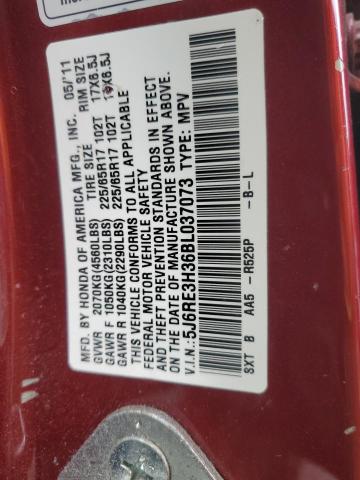 MFD. BY HONDA OF AMERICA MFG., INC. 05/'11
TIRE SIZE RIM SIZE
GVWR 2070KG(4560LBS)
GAWR F 1050KG(2310LBS) 225/65R17 102T 17X6.5J
GAWR R 1040KG(2290LBS) 225/65R17 102T 17X6.5J
THIS VEHICLE CONFORMS TO ALL APPLICABLE
FEDERAL MOTOR VEHICLE SAFETY
AND THEFT PREVENTION STANDARDS IN EFFECT
ON THE DATE OF MANUFACTURE SHOWN ABOVE.
V.I.N.: 5J6RE3H36BL037073 TYPE: MPV
SXT B AA5 - R525P -B-L